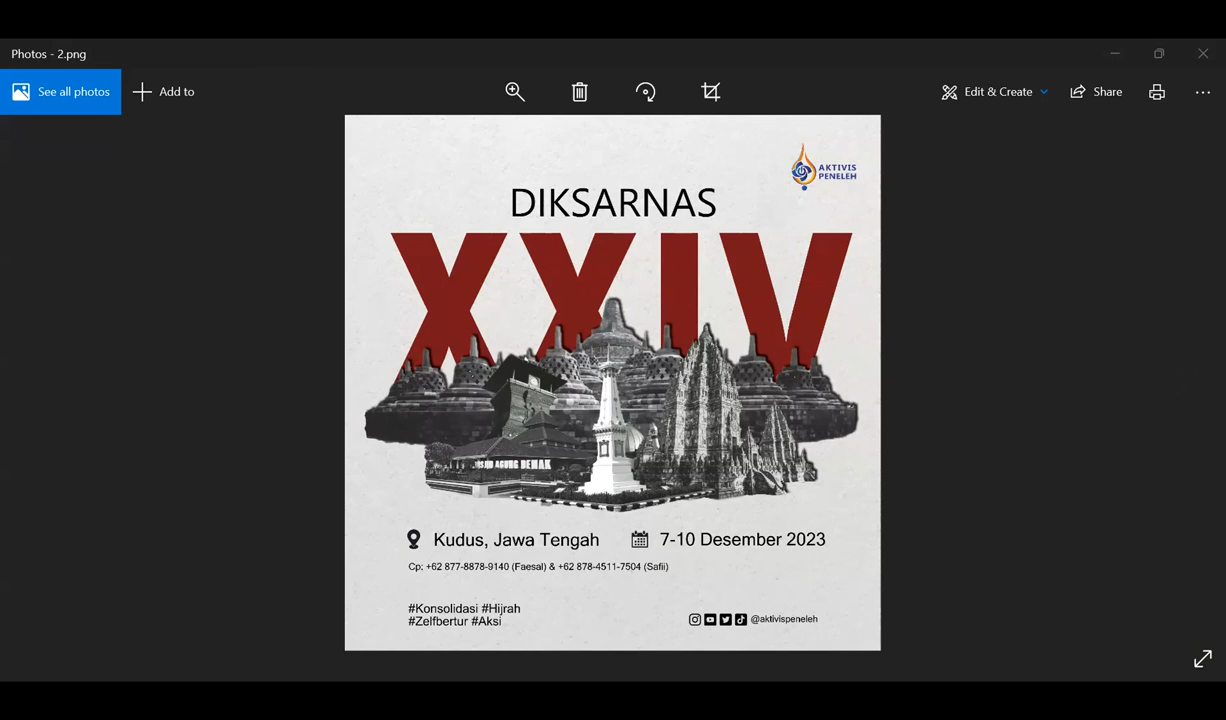 Photos - 2.png
See all photos
Add to
Edit & Create
Share
AKTIVIS
PENELEH
DIKSARNAS
XXIV
MASJID AGUNG DEMAK
Kudus, Jawa Tengah
7-10 Desember 2023
Cp: +62 877-8878-9140 (Faesal) & +62 878-4511-7504 (Safii)
#Konsolidasi #Hijrah
#Zelfbertur #Aksi
@aktivispeneleh